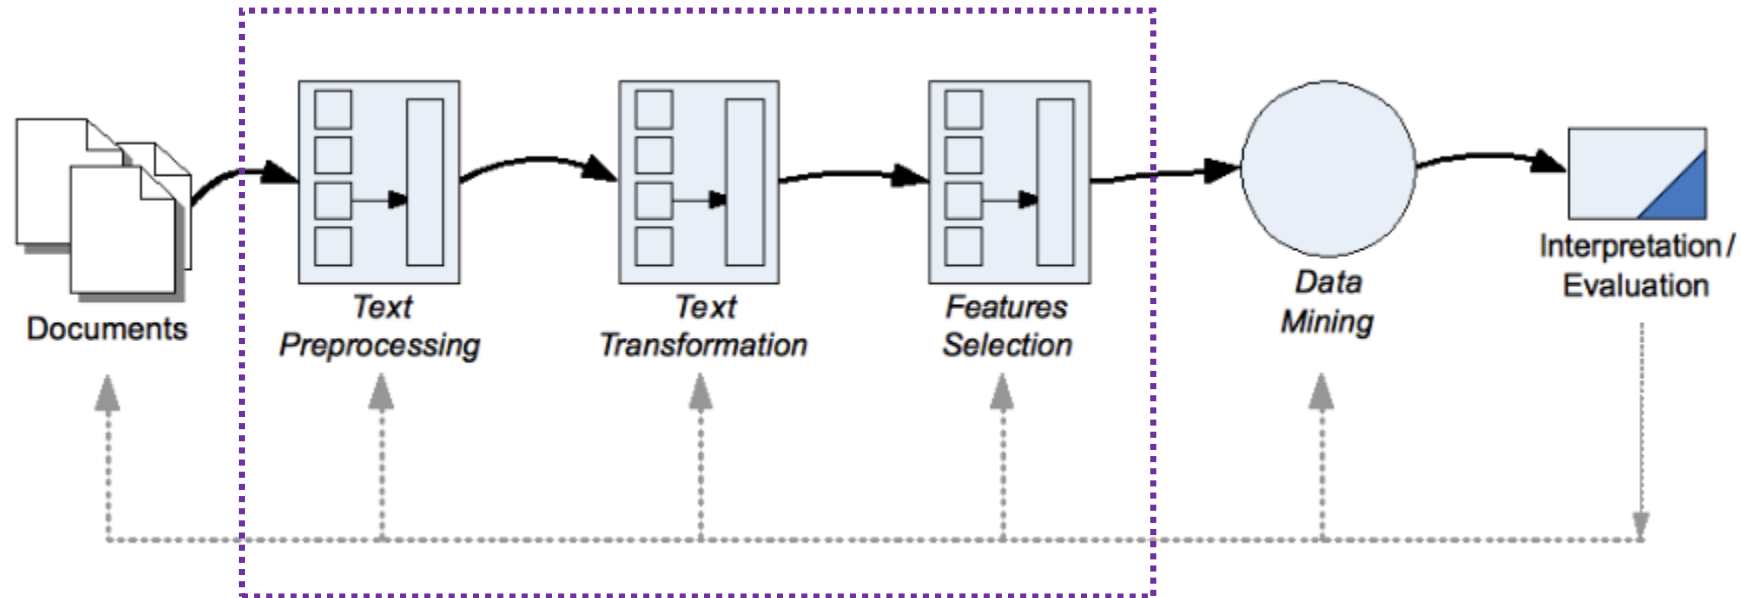 Documents
Text
Preprocessing
Text
Transformation
Features
Selection
Data
Mining
Interpretation/
Evaluation